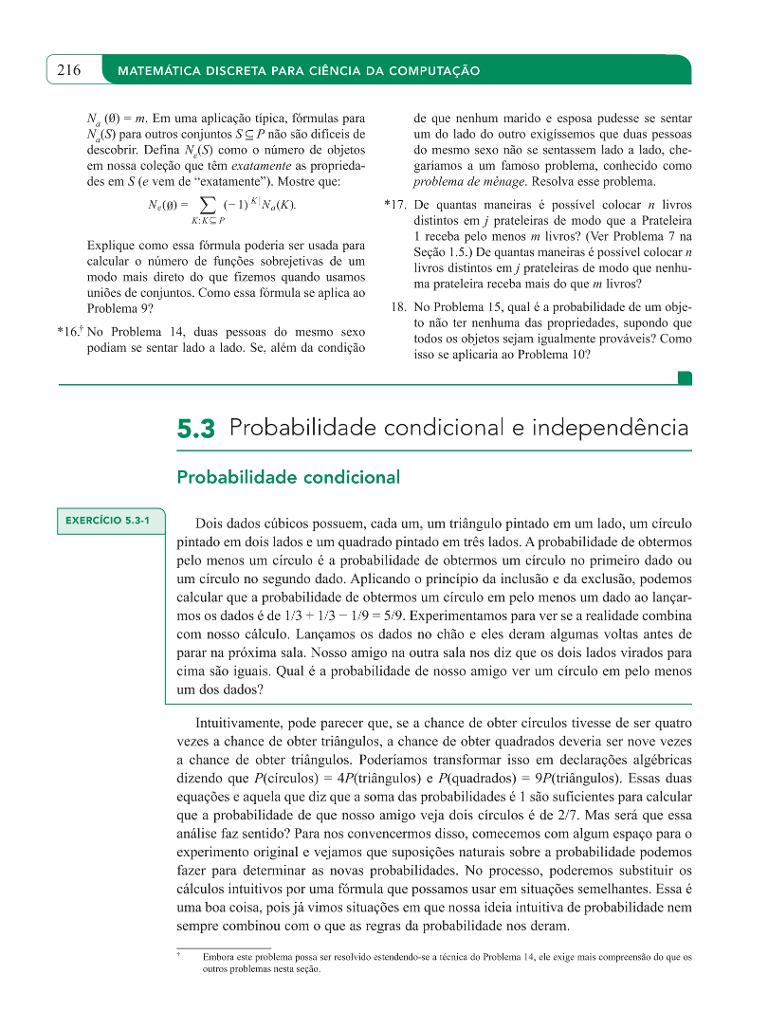 216 MATEMÁTICA DISCRETA PARA CIÊNCIA DA COMPUTAÇÃO
Na (∅) = m. Em uma aplicação típica, fórmulas para
Na(S) para outros conjuntos S ⊆ P não são difíceis de
descobrir. Defina Ne(S) como o número de objetos
em nossa coleção que têm exatamente as proprieda-
des em S (e vem de “exatamente”). Mostre que:
Ne(∅) = ∑ (−1) K| Na(K).
K: K ⊆ P
Explique como essa fórmula poderia ser usada para
calcular o número de funções sobrejetivas de um
modo mais direto do que fizemos quando usamos
uniões de conjuntos. Como essa fórmula se aplica ao
Problema 9?
*16.† No Problema 14, duas pessoas do mesmo sexo
podiam se sentar lado a lado. Se, além da condição
de que nenhum marido e esposa pudesse se sentar
um do lado do outro exigíssemos que duas pessoas
do mesmo sexo não se sentassem lado a lado, che-
garíamos a um famoso problema, conhecido como
problema de ménage. Resolva esse problema.
*17. De quantas maneiras é possível colocar n livros
distintos em j prateleiras de modo que a Prateleira
1 receba pelo menos m livros? (Ver Problema 7 na
Seção 1.5.) De quantas maneiras é possível colocar n
livros distintos em j prateleiras de modo que nenhu-
ma prateleira receba mais do que m livros?
18. No Problema 15, qual é a probabilidade de um obje-
to não ter nenhuma das propriedades, supondo que
todos os objetos sejam igualmente prováveis? Como
isso se aplicaria ao Problema 10?
5.3 Probabilidade condicional e independência
Probabilidade condicional
EXERCÍCIO 5.3-1
Dois dados cúbicos possuem, cada um, um triângulo pintado em um lado, um círculo
pintado em dois lados e um quadrado pintado em três lados. A probabilidade de obtermos
pelo menos um círculo é a probabilidade de obtermos um círculo no primeiro dado ou
um círculo no segundo dado. Aplicando o princípio da inclusão e da exclusão, podemos
calcular que a probabilidade de obtermos um círculo em pelo menos um dado ao lançar-
mos os dados é de 1/3 + 1/3 − 1/9 = 5/9. Experimentamos para ver se a realidade combina
com nosso cálculo. Lançamos os dados no chão e eles deram algumas voltas antes de
parar na próxima sala. Nosso amigo na outra sala nos diz que os dois lados virados para
cima são iguais. Qual é a probabilidade de nosso amigo ver um círculo em pelo menos
um dos dados?
Intuitivamente, pode parecer que, se a chance de obter círculos tivesse de ser quatro
vezes a chance de obter triângulos, a chance de obter quadrados deveria ser nove vezes
a chance de obter triângulos. Poderíamos transformar isso em declarações algébricas
dizendo que P(círculos) = 4P(triângulos) e P(quadrados) = 9P(triângulos). Essas duas
equações e aquela que diz que a soma das probabilidades é 1 são suficientes para calcular
que a probabilidade de que nosso amigo veja dois círculos é de 2/7. Mas será que essa
análise faz sentido? Para nos convencermos disso, comecemos com algum espaço para o
experimento original e vejamos que suposições naturais sobre a probabilidade podemos
fazer para determinar as novas probabilidades. No processo, poderemos substituir os
cálculos intuitivos por uma fórmula que possamos usar em situações semelhantes. Essa é
uma boa coisa, pois já vimos situações em que nossa ideia intuitiva de probabilidade nem
sempre combinou com o que as regras da probabilidade nos deram.
† Embora este problema possa ser resolvido estendendo-se a técnica do Problema 14, ele exige mais compreensão do que os
outros problemas nesta seção.